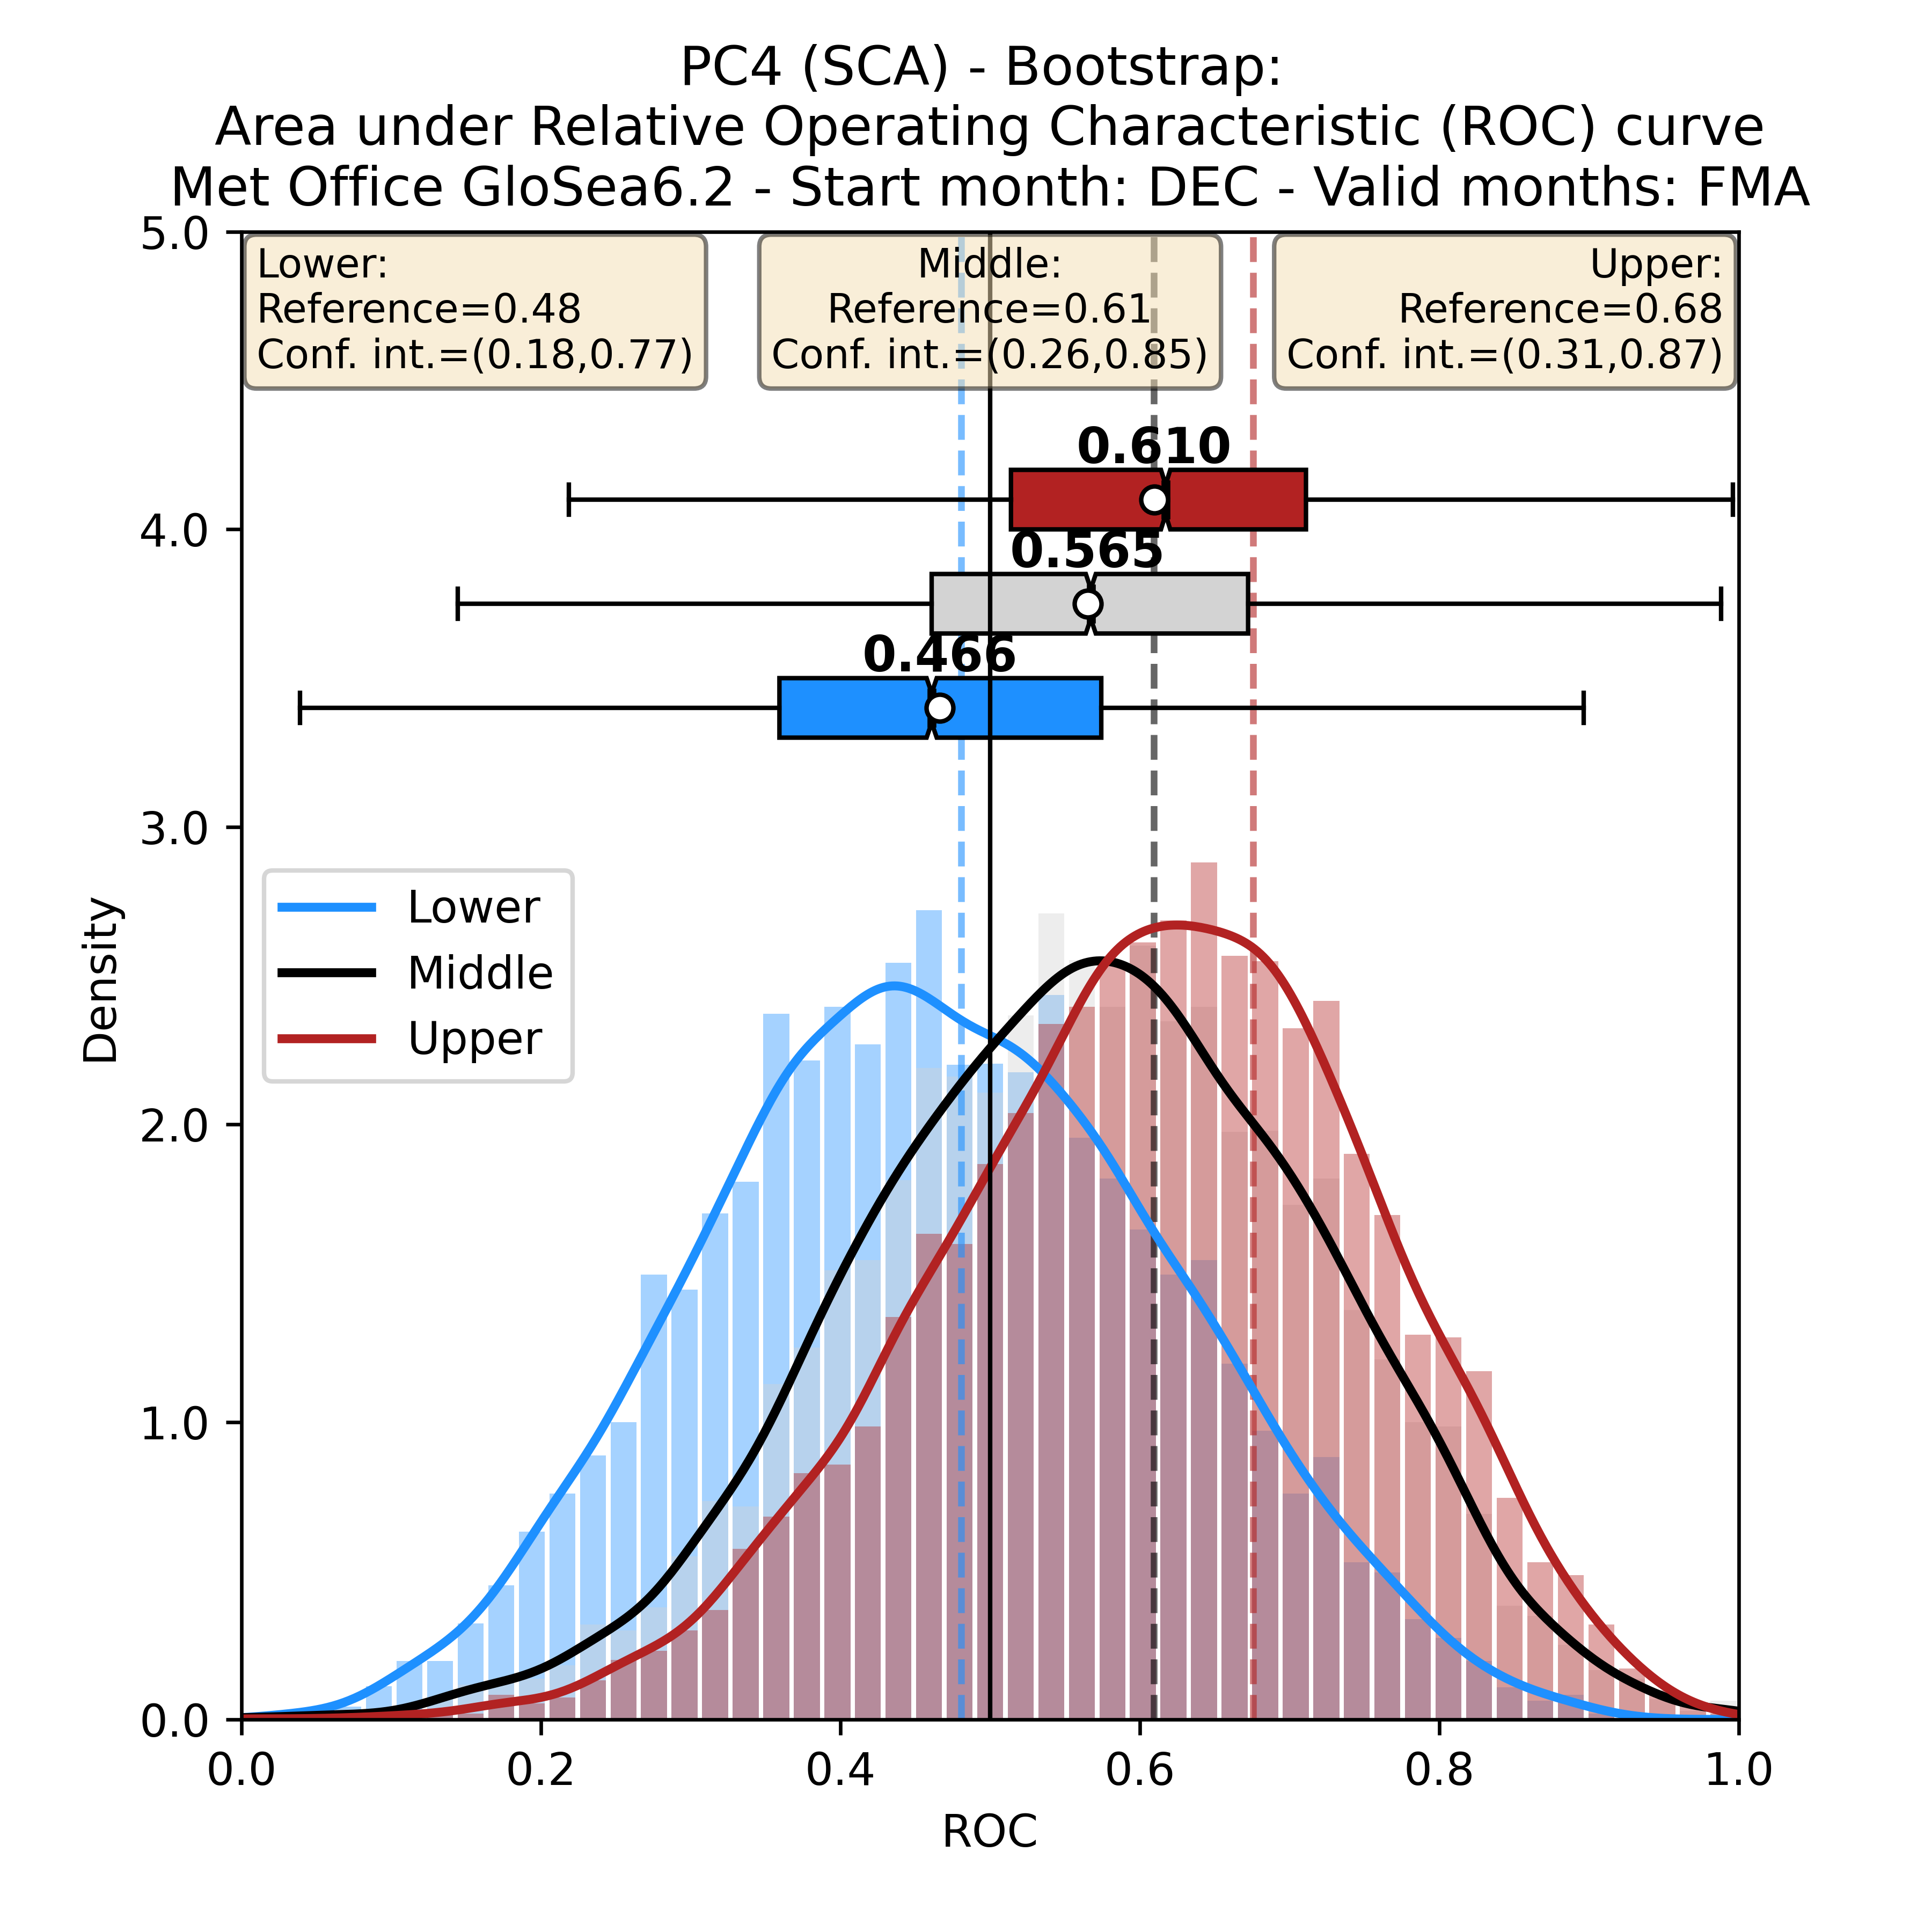 PC4 (SCA) - Bootstrap:
Area under Relative Operating Characteristic (ROC) curve
Met Office GloSea6.2 - Start month: DEC - Valid months: FMA
Lower:
Reference=0.48
Conf. int.=(0.18,0.77)
Middle:
Reference=0.61
Conf. int.=(0.26,0.85)
Upper:
Reference=0.68
Conf. int.=(0.31,0.87)
0.610
0.565
0.466
Lower
Middle
Upper
Density
5.0
4.0
3.0
2.0
1.0
0.0
0.0 0.2 0.4 0.6 0.8 1.0
ROC